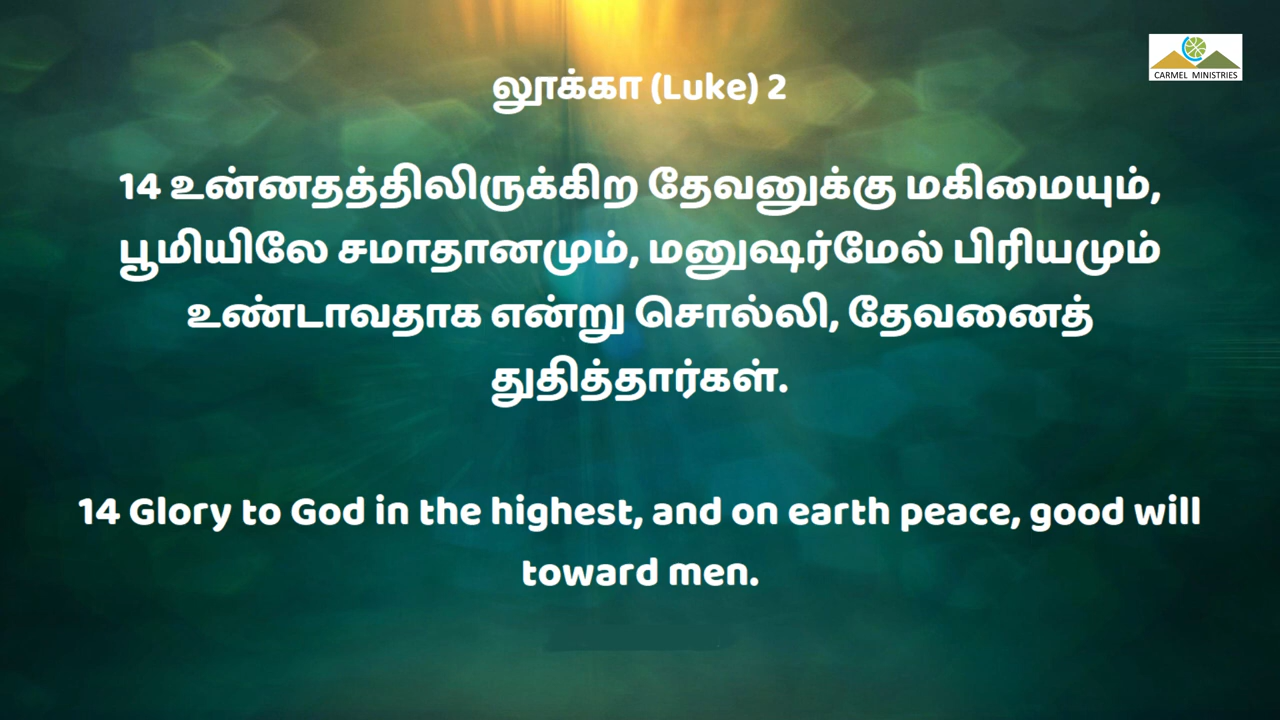 CARMEL MINISTRIES
லூக்கா (Luke) 2
14 உன்னதத்திலிருக்கிற தேவனுக்கு மகிமையும்,
பூமியிலே சமாதானமும், மனுஷர்மேல் பிரியமும்
உண்டாவதாக என்று சொல்லி, தேவனைத்
துதித்தார்கள்.
14 Glory to God in the highest, and on earth peace, good will
toward men.